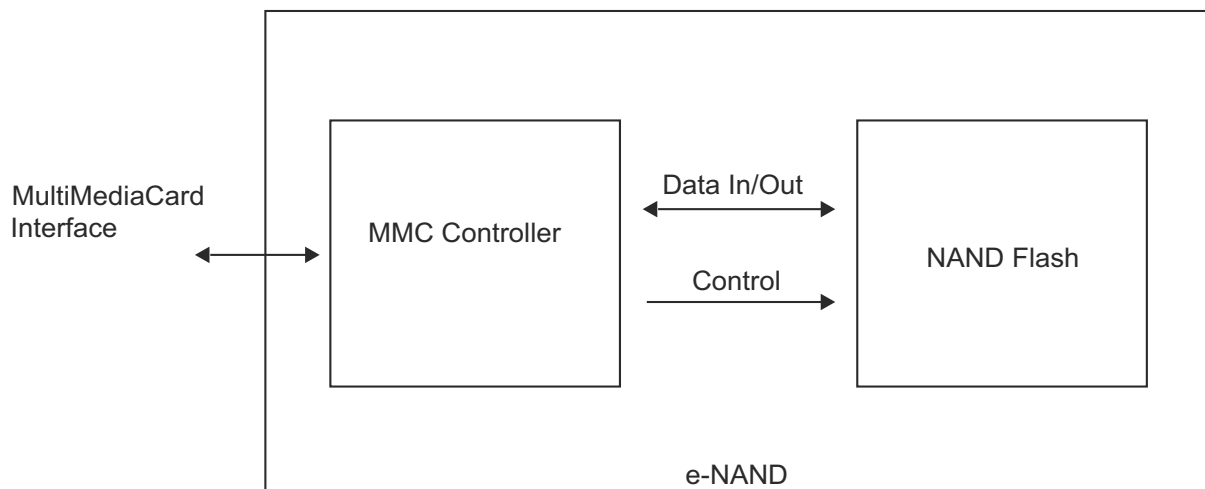 MultiMediaCard
Interface
MMC Controller
Data In/Out
Control
NAND Flash
e-NAND